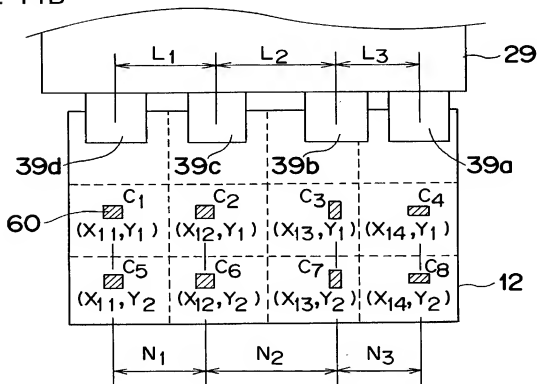 L1 L2 L3
29
39d 39c 39b 39a
C1 C2 C3 C4
60
(X11,Y1) (X12,Y1) (X13,Y1) (X14,Y1)
C5 C6 C7 C8
(X11,Y2) (X12,Y2) (X13,Y2) (X14,Y2)
12
N1 N2 N3